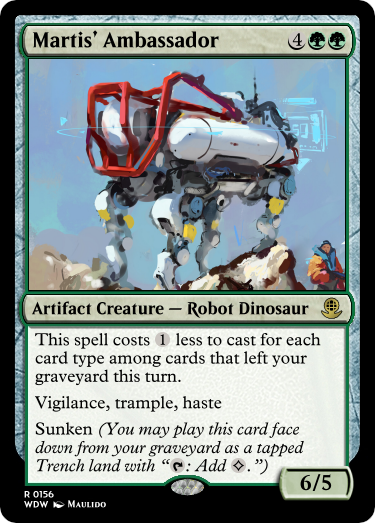 Martis' Ambassador 4
Artifact Creature — Robot Dinosaur
This spell costs 1 less to cast for each
card type among cards that left your
graveyard this turn.
Vigilance, trample, haste
Sunken (You may play this card face
down from your graveyard as a tapped
Trench land with “: Add .”)
6/5
R 0156
WDW Maulido